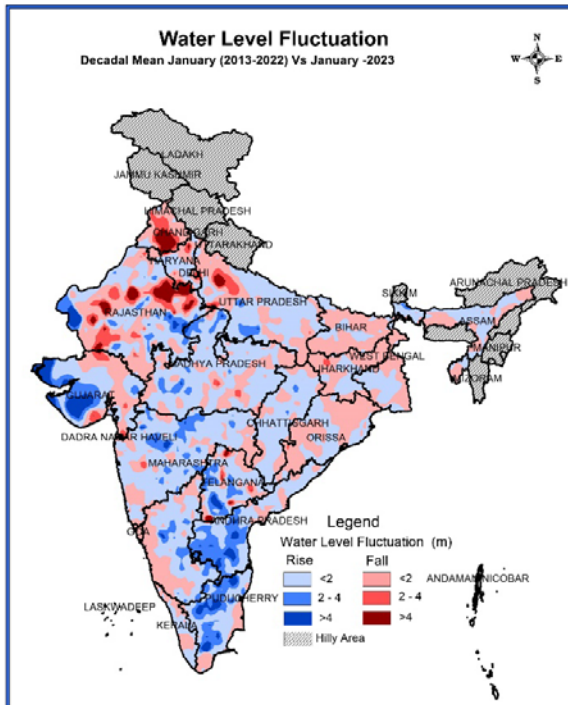 Water Level Fluctuation
Decadal Mean January (2013-2022) Vs January -2023
N
W E
S
LADAKH
JAMMU KASHMIR
HIMACHAL PRADESH
CHANDIGARH
UTTARAKHAND
HARYANA
DELHI
ARUNACHAL PRADESH
SIKKIM
UTTAR PRADESH
RAJASTHAN
ASSAM
BIHAR
MANIPUR
WEST BENGAL
MADHYA PRADESH
JHARKHAND
MIZORAM
GUJARAT
CHHATTISGARH
ORISSA
DADRA NAGAR HAVELI
MAHARASHTRA
TELANGANA
ANDHRA PRADESH
GOA
Legend
Water Level Fluctuation (m)
Rise Fall
<2 <2
2 - 4 2 - 4
>4 >4
Hilly Area
ANDAMAN NICOBAR
PUDUCHERRY
LASKWADEEP
KERALA